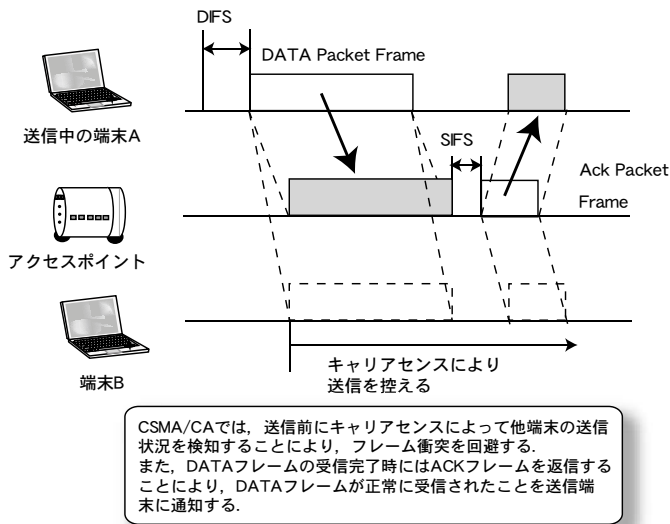 DIFS
DATA Packet Frame
送信中の端末A
SIFS
Ack Packet
Frame
アクセスポイント
端末B
キャリアセンスにより
送信を控える
CSMA/CAでは，送信前にキャリアセンスによって他端末の送信
状況を検知することにより，フレーム衝突を回避する．
また，DATAフレームの受信完了時にはACKフレームを返信する
ことにより，DATAフレームが正常に受信されたことを送信端
末に通知する．